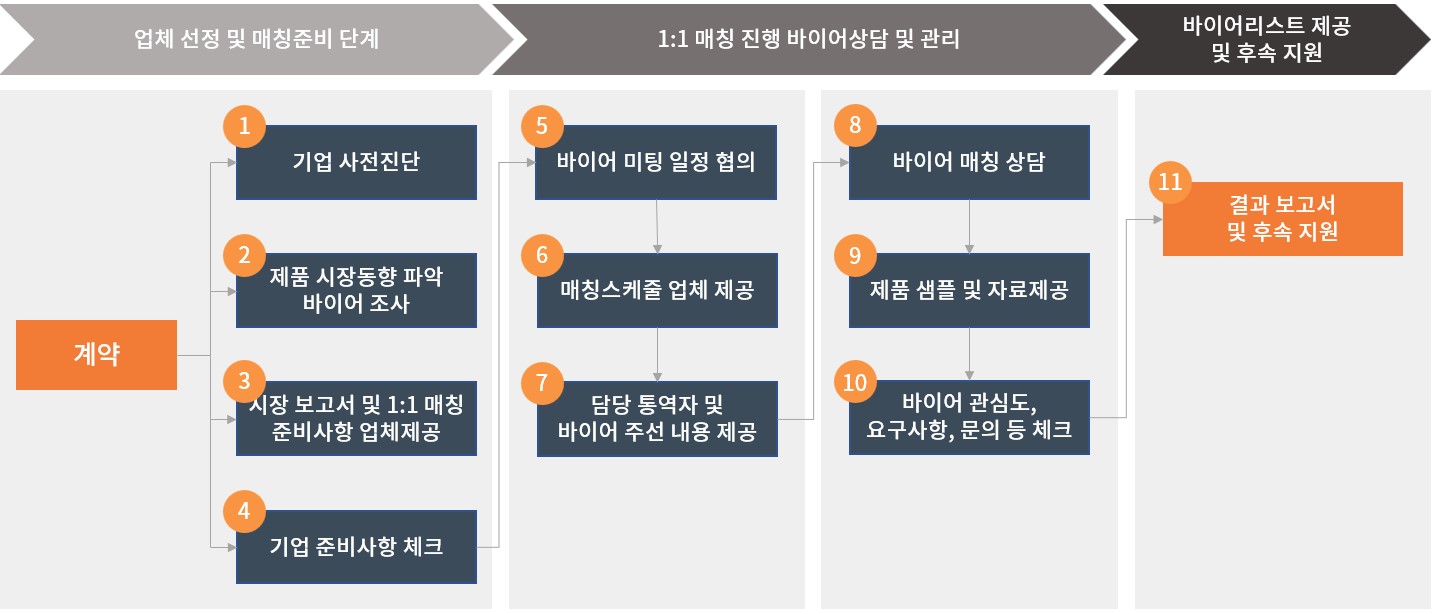 업체 선정 및 매칭준비 단계
1:1 매칭 진행 바이어상담 및 관리
바이어리스트 제공
및 후속 지원
계약
1
기업 사전진단
2
제품 시장동향 파악
바이어 조사
3
시장 보고서 및 1:1 매칭
준비사항 업체제공
4
기업 준비사항 체크
5
바이어 미팅 일정 협의
6
매칭스케줄 업체 제공
7
담당 통역자 및
바이어 주선 내용 제공
8
바이어 매칭 상담
9
제품 샘플 및 자료제공
10
바이어 관심도,
요구사항, 문의 등 체크
11
결과 보고서
및 후속 지원